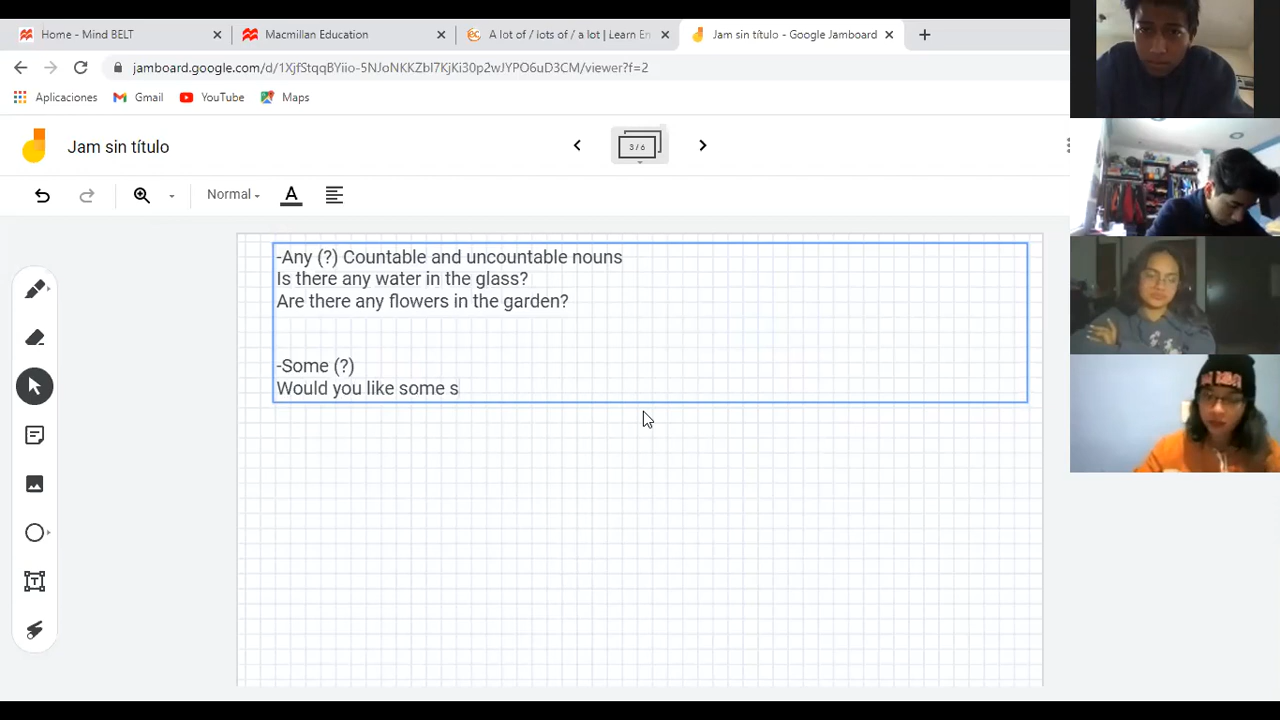 Home - Mind BELT
Macmillan Education
A lot of / lots of / a lot | Learn En
Jam sin título - Google Jamboard
jamboard.google.com/d/1XjfStqqBYiio-5NJoNKKZbl7KjKi30p2wJYPO6uD3CM/viewer?f=2
Aplicaciones
Gmail
YouTube
Maps
Jam sin título
3 / 6
Normal
-Any (?) Countable and uncountable nouns
Is there any water in the glass?
Are there any flowers in the garden?
-Some (?)
Would you like some s